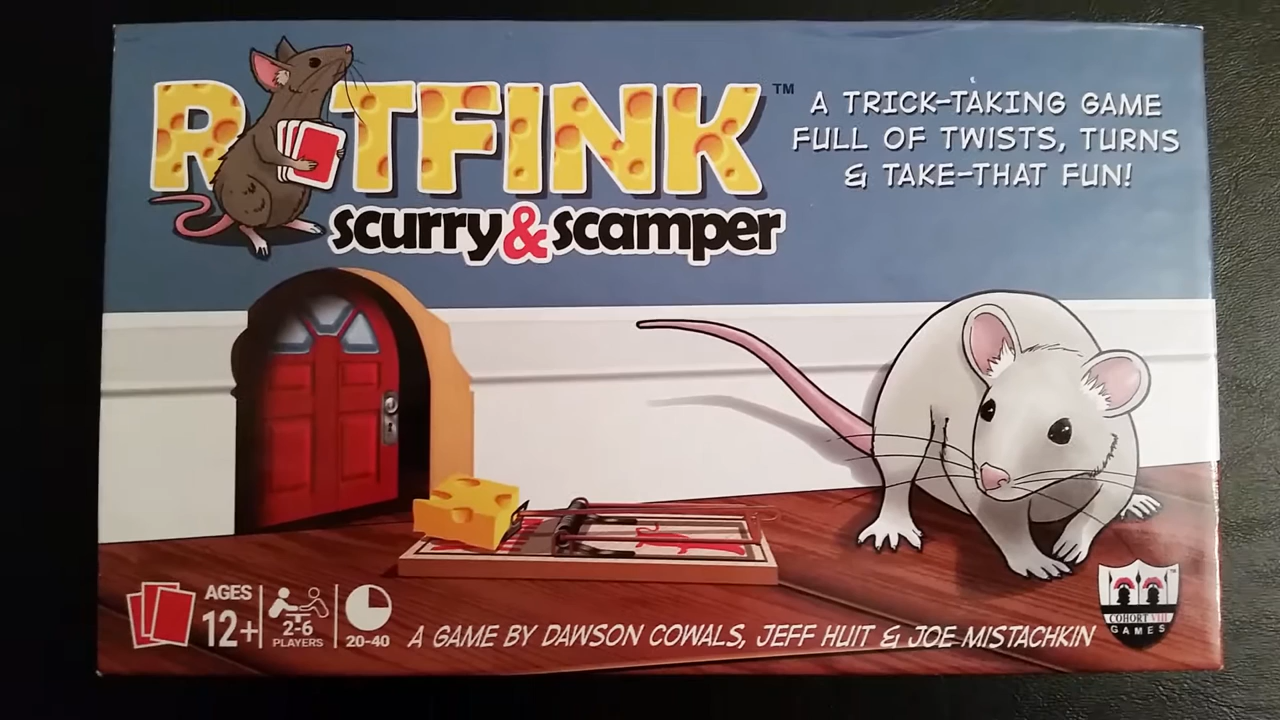 RATFINK™
scurry & scamper
A TRICK-TAKING GAME
FULL OF TWISTS, TURNS
& TAKE-THAT FUN!
AGES
12+
2-6
PLAYERS
20-40
A GAME BY DAWSON COWALS, JEFF HUIT & JOE MISTACHKIN
COHORT VIII
GAMES